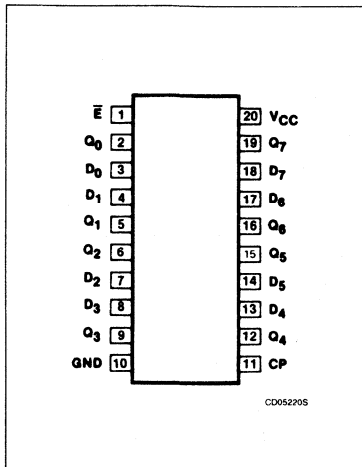 Ē 1 20 VCC
Q0 2 19 Q7
D0 3 18 D7
D1 4 17 D6
Q1 5 16 Q6
Q2 6 15 Q5
D2 7 14 D5
D3 8 13 D4
Q3 9 12 Q4
GND 10 11 CP
CD05220S